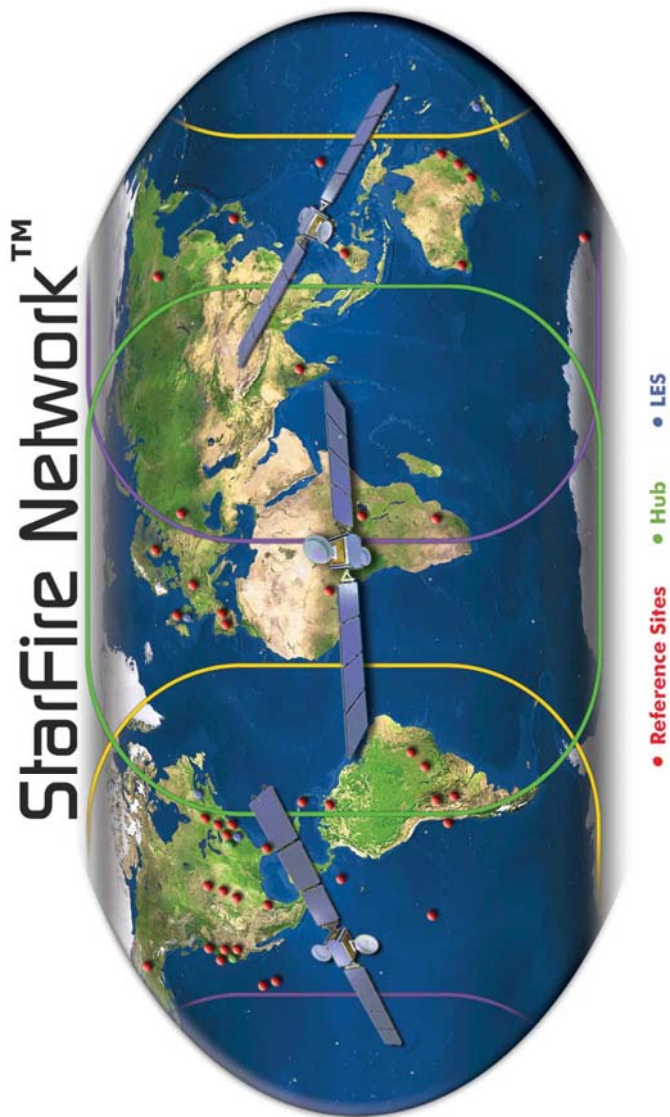 StarFire Network™
• Reference Sites • Hub • LES